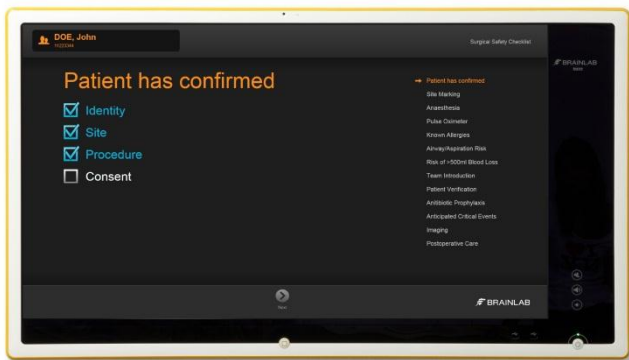 DOE, John
Surgical Safety Checklist
BRAINLAB
Patient has confirmed
Identity
Site
Procedure
Consent
Patient has confirmed
Site Marking
Anaesthesia
Pulse Oximeter
Known Allergies
Airway/Aspiration Risk
Risk of >500ml Blood Loss
Team Introduction
Patient Verification
Antibiotic Prophylaxis
Anticipated Critical Events
Imaging
Postoperative Care
Next
BRAINLAB